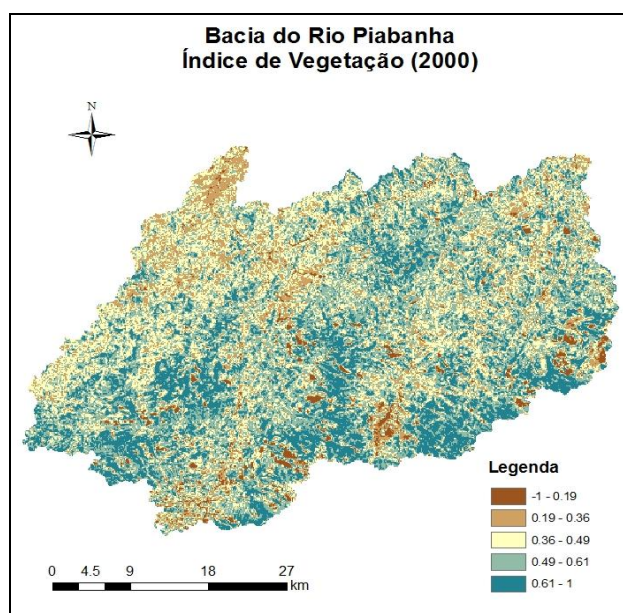 Bacia do Rio Piabanha
Índice de Vegetação (2000)
N
Legenda
-1 - 0.19
0.19 - 0.36
0.36 - 0.49
0.49 - 0.61
0.61 - 1
0 4.5 9 18 27
km